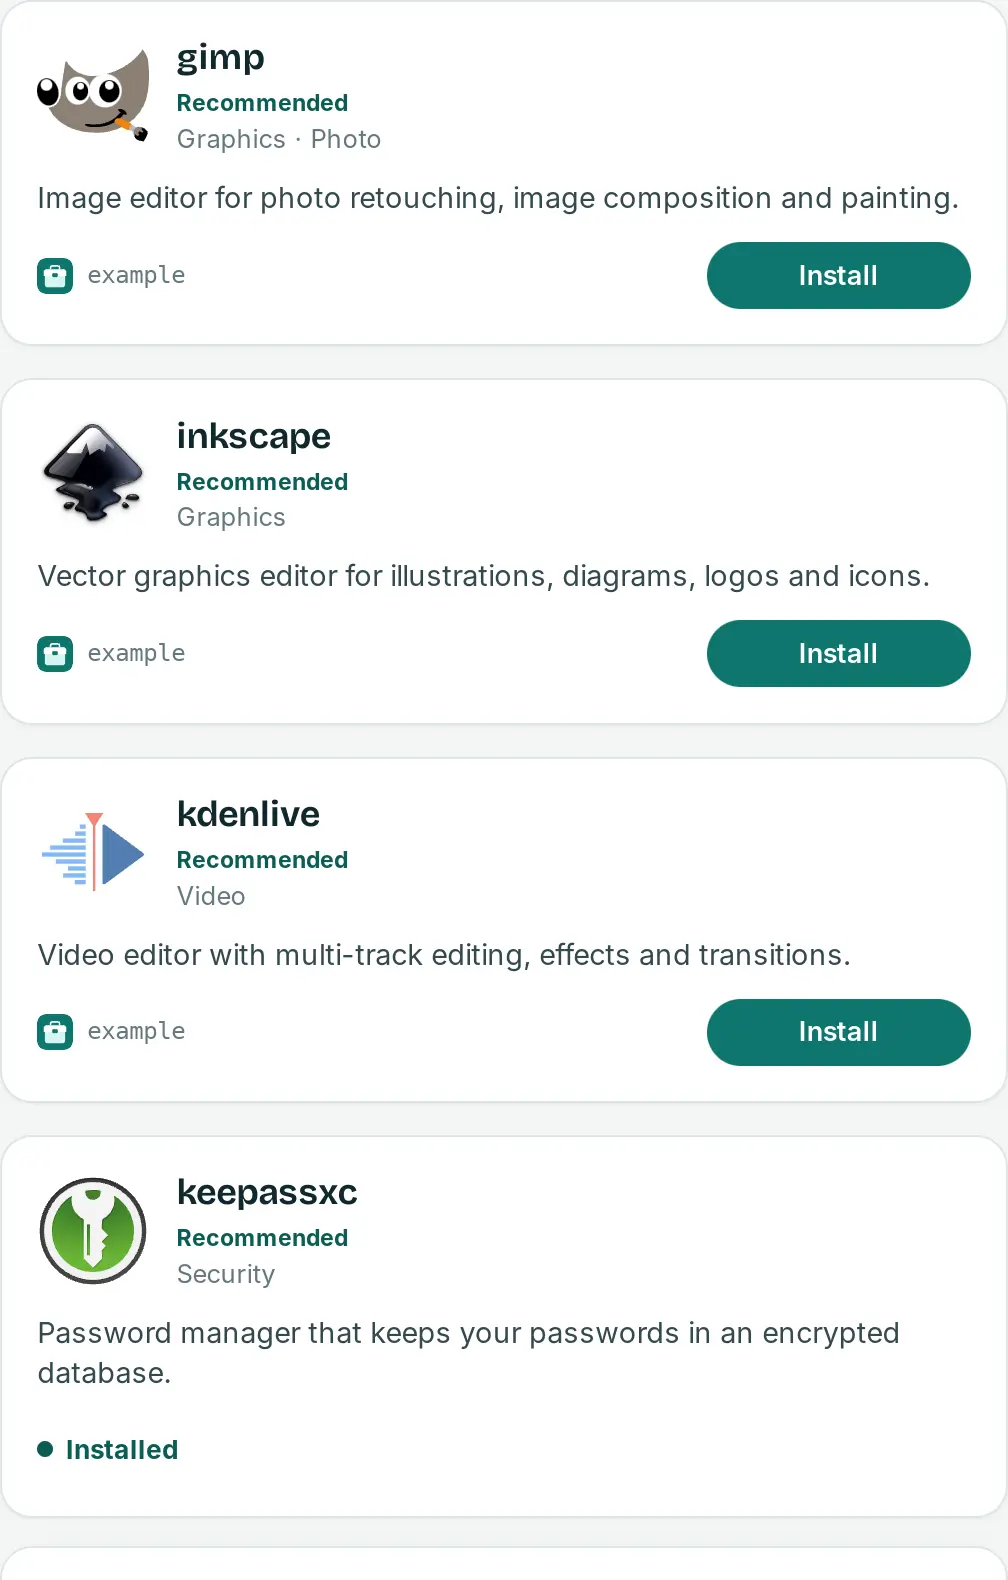 gimp
Recommended
Graphics · Photo
Image editor for photo retouching, image composition and painting.
example
Install
inkscape
Recommended
Graphics
Vector graphics editor for illustrations, diagrams, logos and icons.
example
Install
kdenlive
Recommended
Video
Video editor with multi-track editing, effects and transitions.
example
Install
keepassxc
Recommended
Security
Password manager that keeps your passwords in an encrypted
database.
Installed